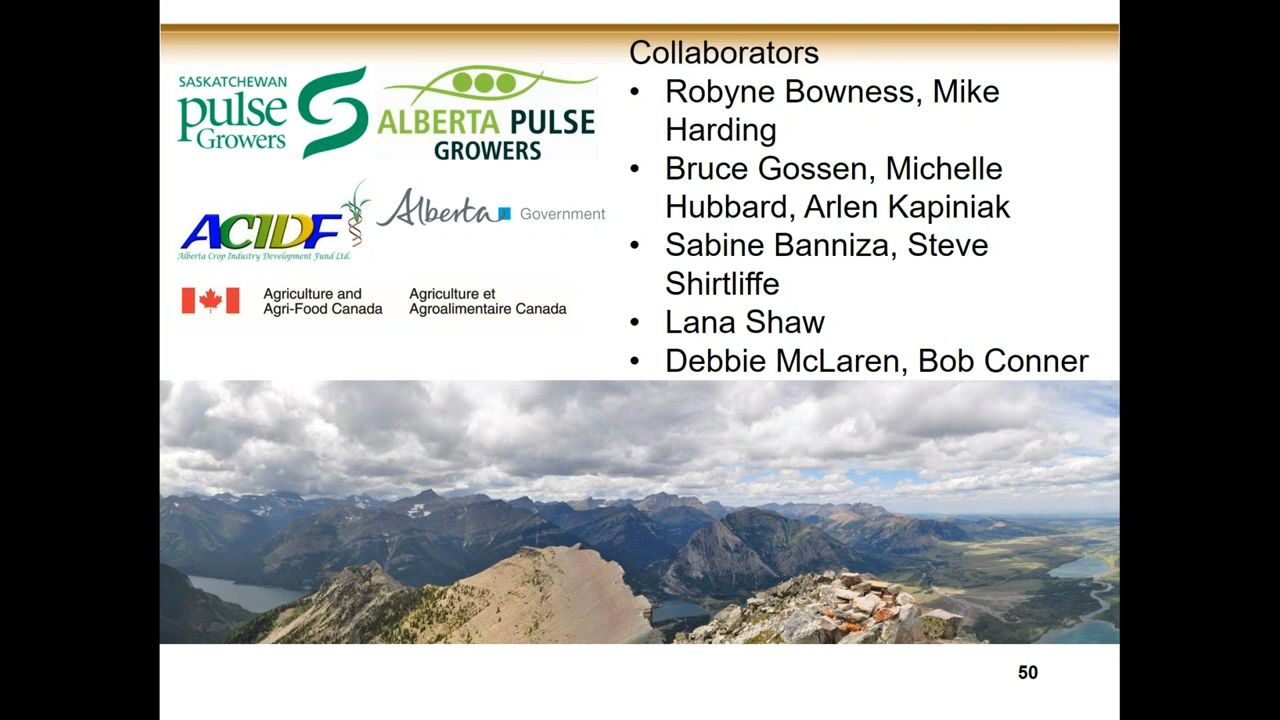 SASKATCHEWAN
pulse
Growers
ALBERTA PULSE
GROWERS
ACIDF
Alberta Crop Industry Development Fund Ltd.
Alberta Government
Agriculture and
Agri-Food Canada
Agriculture et
Agroalimentaire Canada
Collaborators
• Robyne Bowness, Mike
Harding
• Bruce Gossen, Michelle
Hubbard, Arlen Kapiniak
• Sabine Banniza, Steve
Shirtliffe
• Lana Shaw
• Debbie McLaren, Bob Conner
50